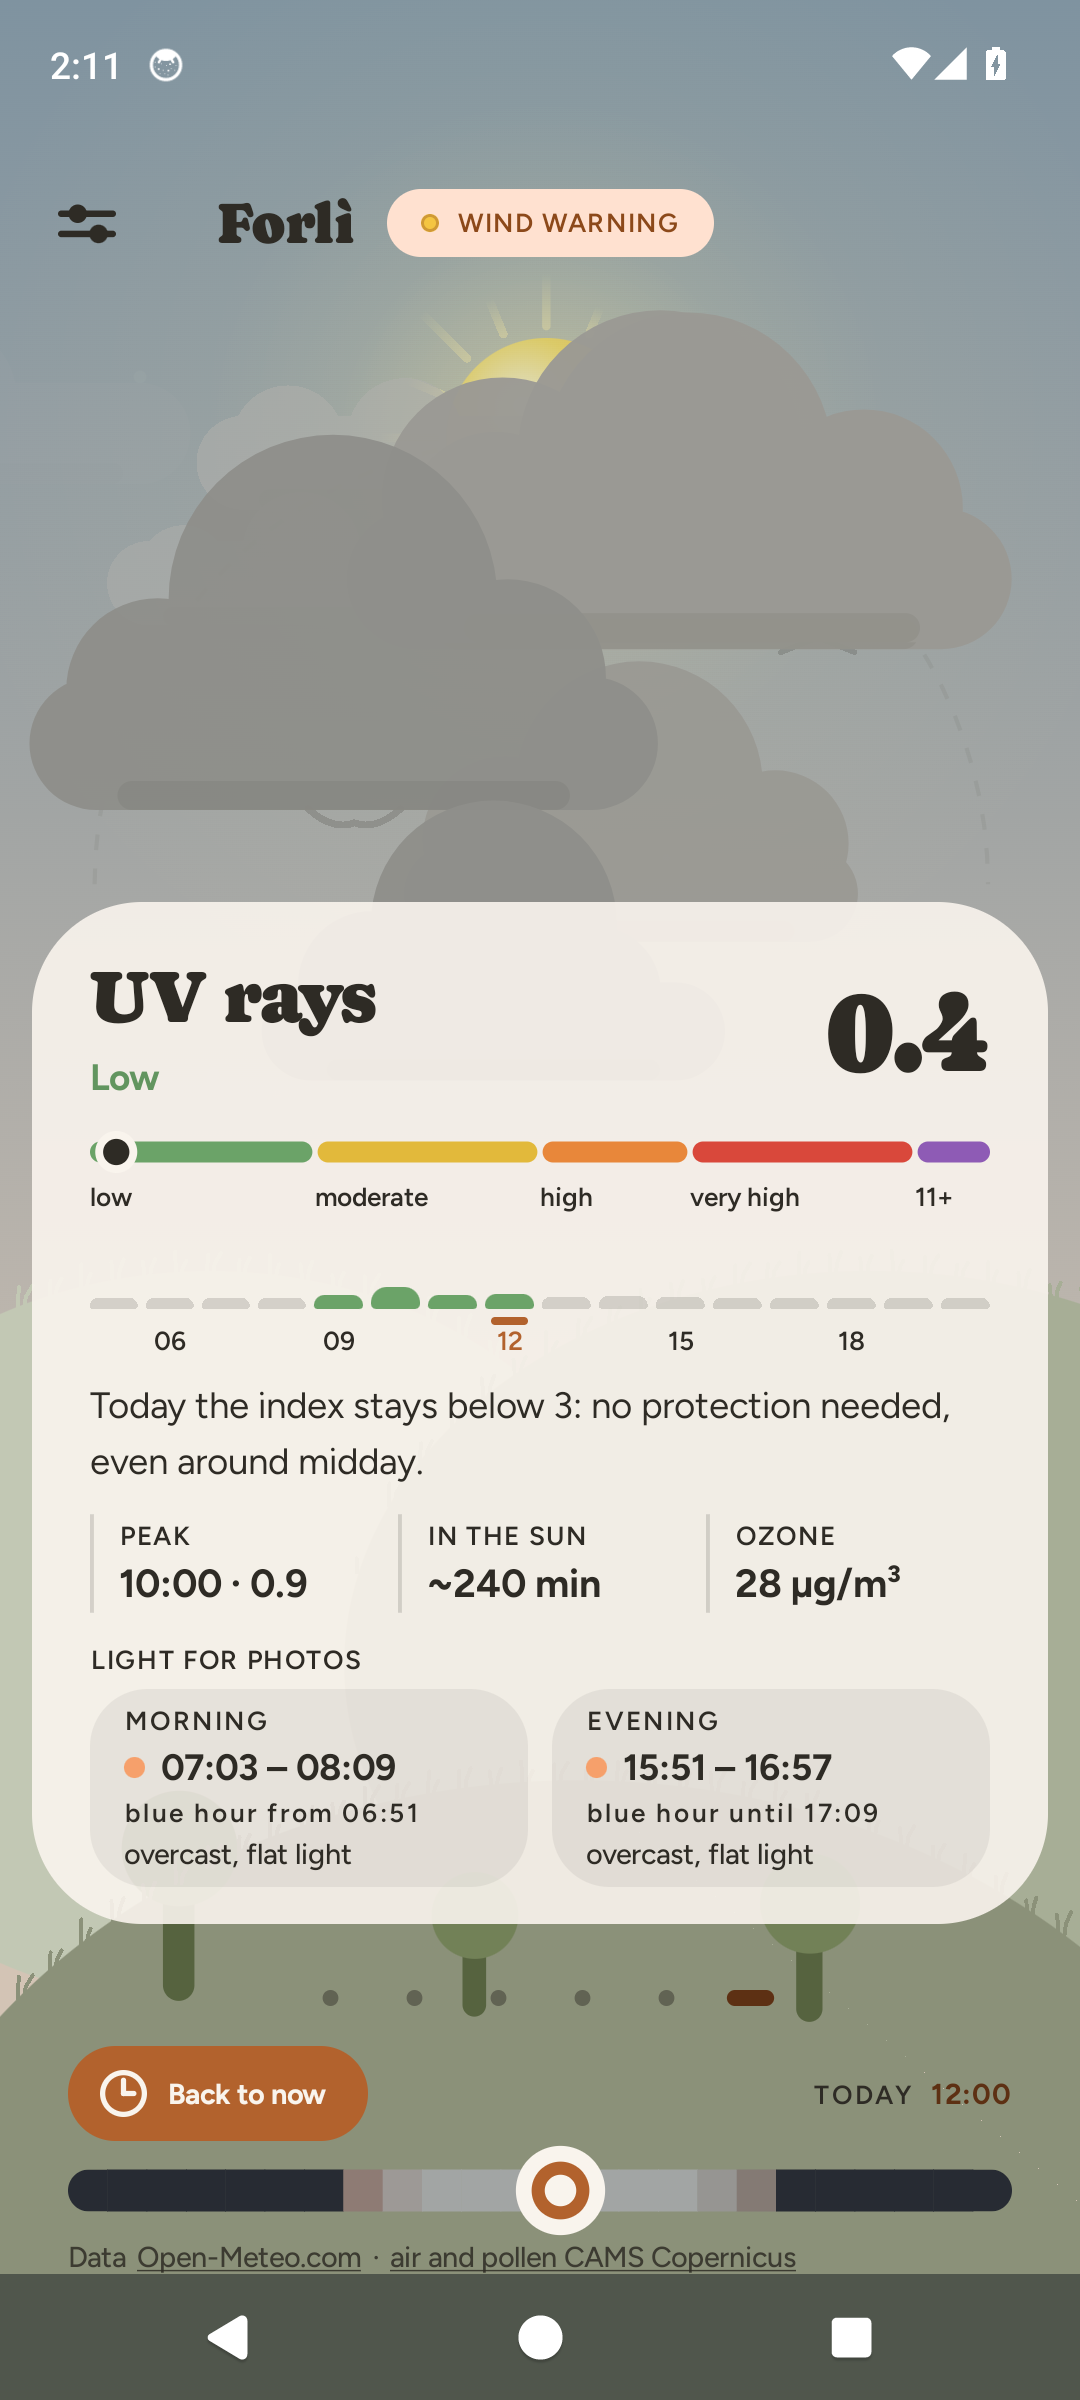 2:11
Forlì
WIND WARNING
UV rays
0.4
Low
low moderate high very high 11+
06 09 12 15 18
Today the index stays below 3: no protection needed,
even around midday.
PEAK
10:00 · 0.9
IN THE SUN
~240 min
OZONE
28 µg/m³
LIGHT FOR PHOTOS
MORNING
07:03 – 08:09
blue hour from 06:51
overcast, flat light
EVENING
15:51 – 16:57
blue hour until 17:09
overcast, flat light
Back to now
TODAY 12:00
Data Open-Meteo.com · air and pollen CAMS Copernicus